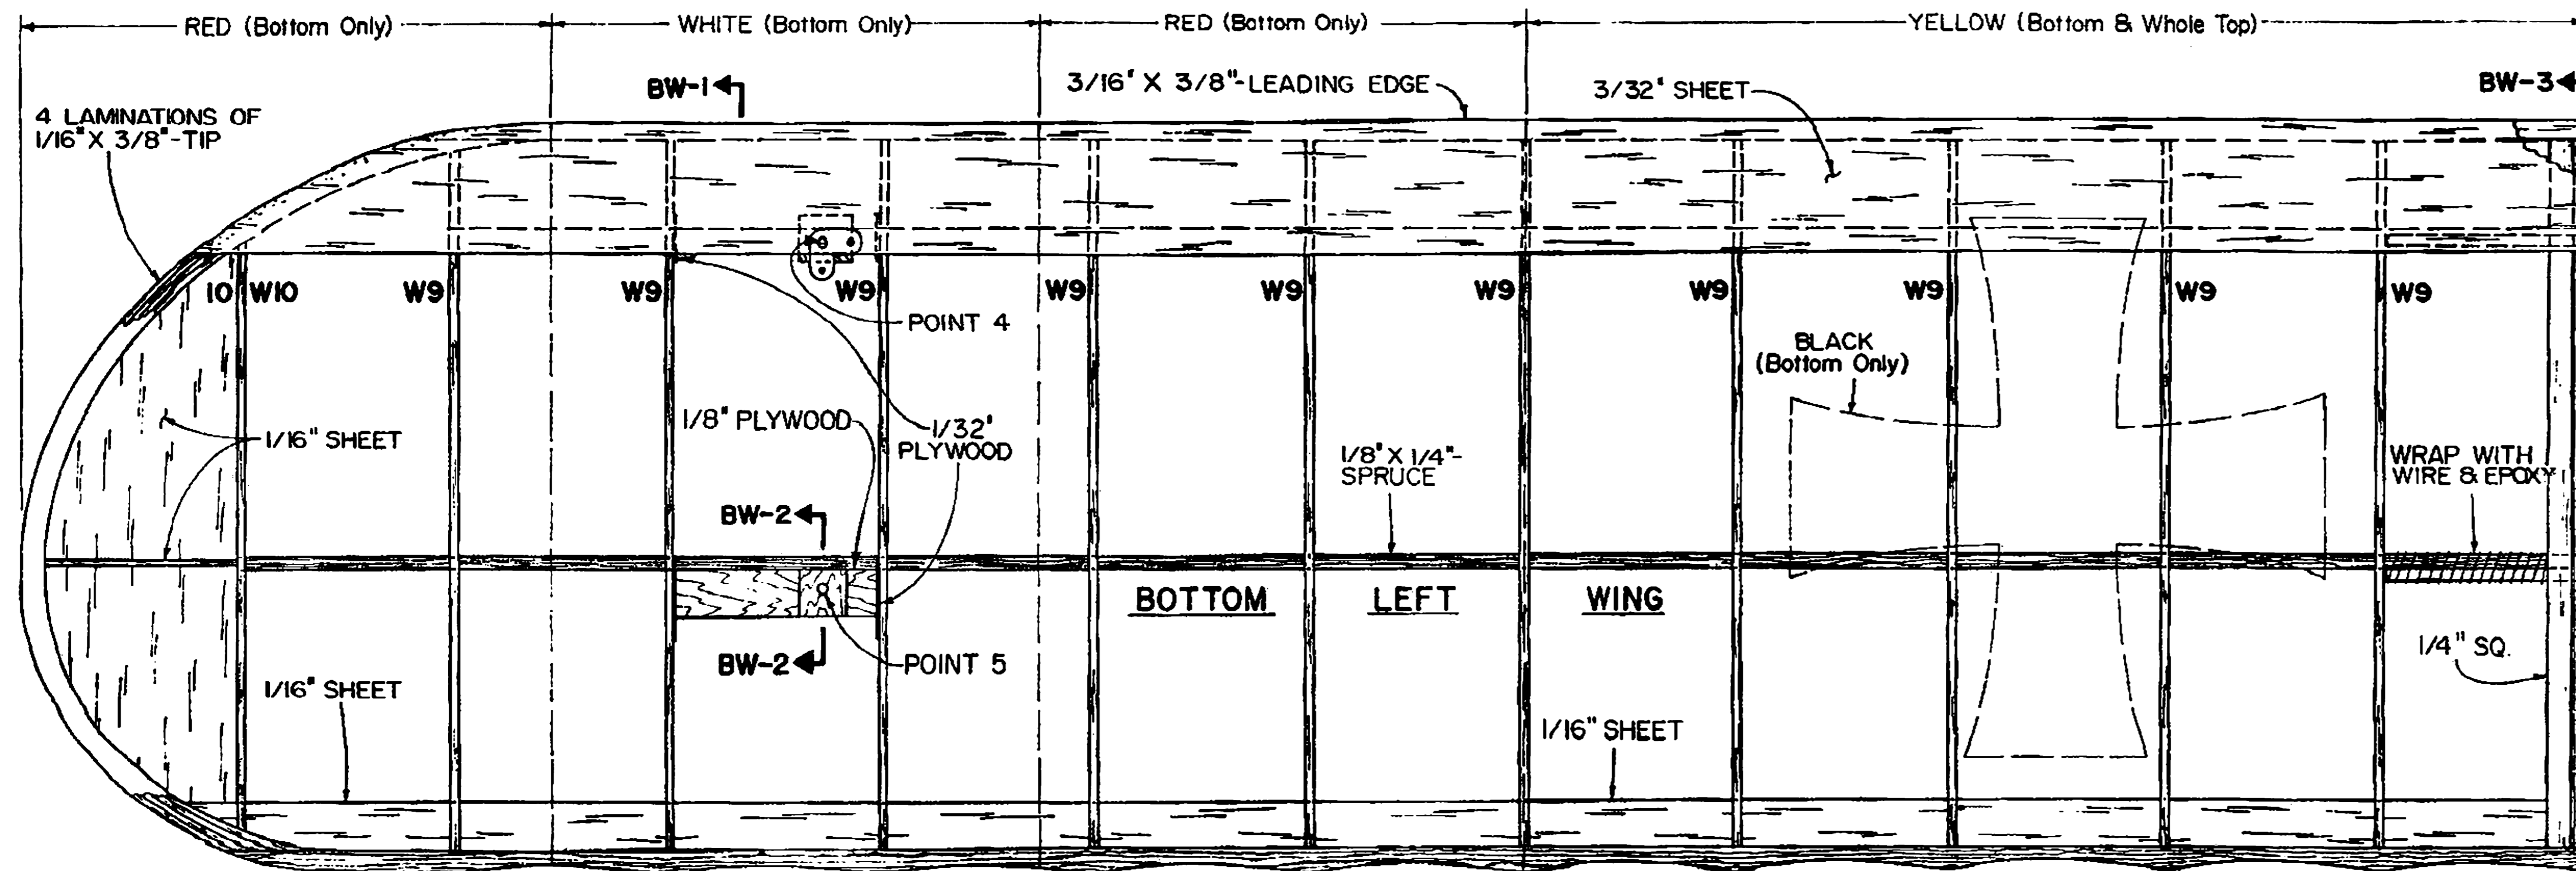 RED (Bottom Only)
WHITE (Bottom Only)
RED (Bottom Only)
YELLOW (Bottom & Whole Top)
BW-1
3/16" X 3/8"-LEADING EDGE
3/32" SHEET
BW-3
4 LAMINATIONS OF
1/16" X 3/8"-TIP
10 W10
W9
W9
W9
W9
W9
W9
W9
W9
W9
W9
POINT 4
BLACK
(Bottom Only)
1/8" PLYWOOD
1/32"
PLYWOOD
1/16" SHEET
1/8" X 1/4"-
SPRUCE
WRAP WITH
WIRE & EPOXY
BW-2
BOTTOM LEFT WING
BW-2
POINT 5
1/4" SQ.
1/16" SHEET
1/16" SHEET